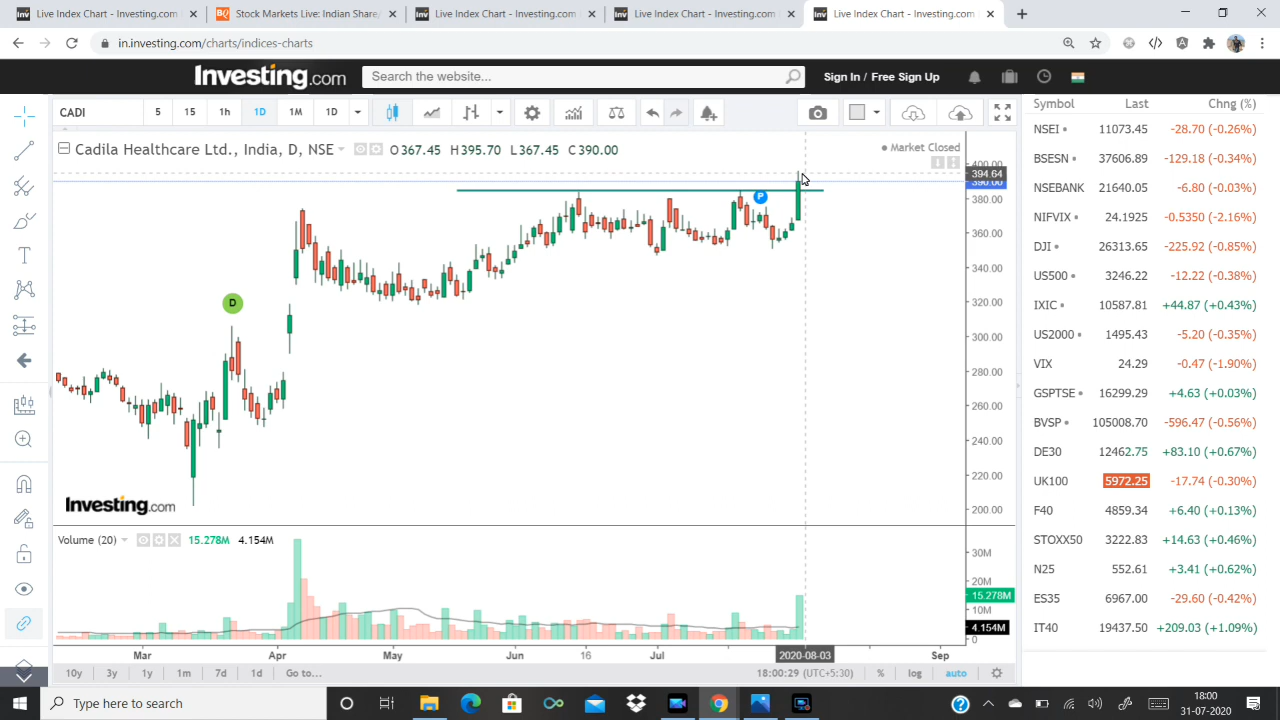 Live Index Chart - Investing.com
Stock Markets Live: Indian Share/
Live Index Chart - Investing.com
Live Index Chart - Investing.com
Live Index Chart - Investing.com
in.investing.com/charts/indices-charts
Investing.com
Search the website...
Sign In / Free Sign Up
CADI 5 15 1h 1D 1M 1D
Symbol Last Chng (%)
Cadila Healthcare Ltd., India, D, NSE O367.45 H395.70 L367.45 C390.00
Market Closed
NSEI 11073.45 -28.70 (-0.26%)
BSESN 37606.89 -129.18 (-0.34%)
NSEBANK 21640.05 -6.80 (-0.03%)
NIFVIX 24.1925 -0.5350 (-2.16%)
DJI 26313.65 -225.92 (-0.85%)
US500 3246.22 -12.22 (-0.38%)
IXIC 10587.81 +44.87 (+0.43%)
US2000 1495.43 -5.20 (-0.35%)
VIX 24.29 -0.47 (-1.90%)
GSPTSE 16299.29 +4.63 (+0.03%)
BVSP 105008.70 -596.47 (-0.56%)
DE30 12462.75 +83.10 (+0.67%)
UK100 5972.25 -17.74 (-0.30%)
F40 4859.34 +6.40 (+0.13%)
STOXX50 3222.83 +14.63 (+0.46%)
N25 552.61 +3.41 (+0.62%)
ES35 6967.00 -29.60 (-0.42%)
IT40 19437.50 +209.03 (+1.09%)
400.00
394.64
390.00
380.00
360.00
340.00
320.00
300.00
280.00
260.00
240.00
220.00
200.00
P
D
Investing.com
Volume (20) 15.278M 4.154M
30M
20M
15.278M
10M
4.154M
0
Mar Apr May Jun 16 Jul 2020-08-03 Sep
10y 3y 1y 1m 7d 1d Go to... 18:00:29 (UTC+5:30) % log auto
Type here to search
18:00
31-07-2020